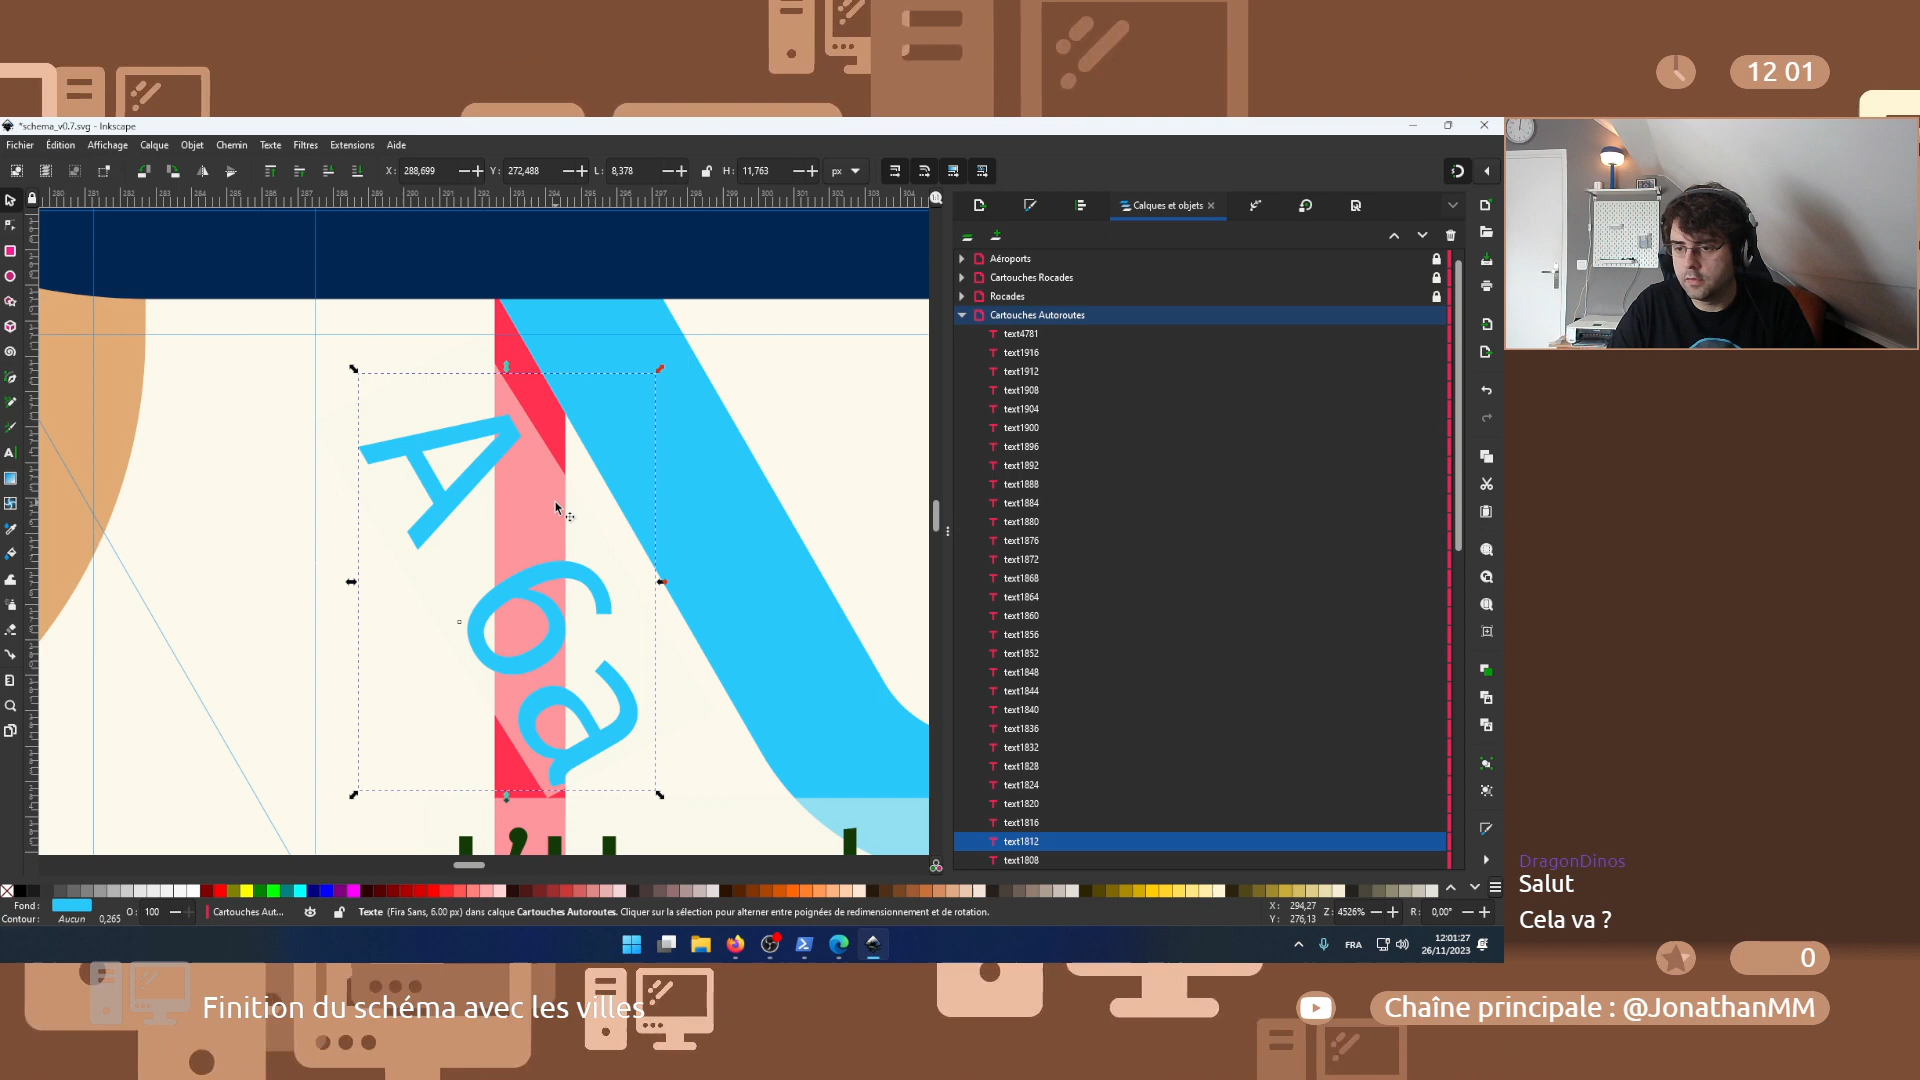 12 01
*schema_v0.7.svg - Inkscape
Fichier Édition Affichage Calque Objet Chemin Texte Filtres Extensions Aide
X: 288,699 Y: 272,488 L: 8,378 H: 11,763 px
Calques et objets
Aéroports
Cartouches Rocades
Rocades
Cartouches Autoroutes
text4781
text1916
text1912
text1908
text1904
text1900
text1896
text1892
text1888
text1884
text1880
text1876
text1872
text1868
text1864
text1860
text1856
text1852
text1848
text1844
text1840
text1836
text1832
text1828
text1824
text1820
text1816
text1812
text1808
A 6a
Fond :
Contour : Aucun 0,265
O: 100
Cartouches Aut...
Texte (Fira Sans, 6.00 px) dans calque Cartouches Autoroutes. Cliquer sur la sélection pour alterner entre poignées de redimensionnement et de rotation.
X: 294,27
Y: 276,13
Z: 4526%
R: 0,00°
FRA
12:01:27
26/11/2023
DragonDinos
Salut
Cela va ?
0
Finition du schéma avec les villes
Chaîne principale : @JonathanMM